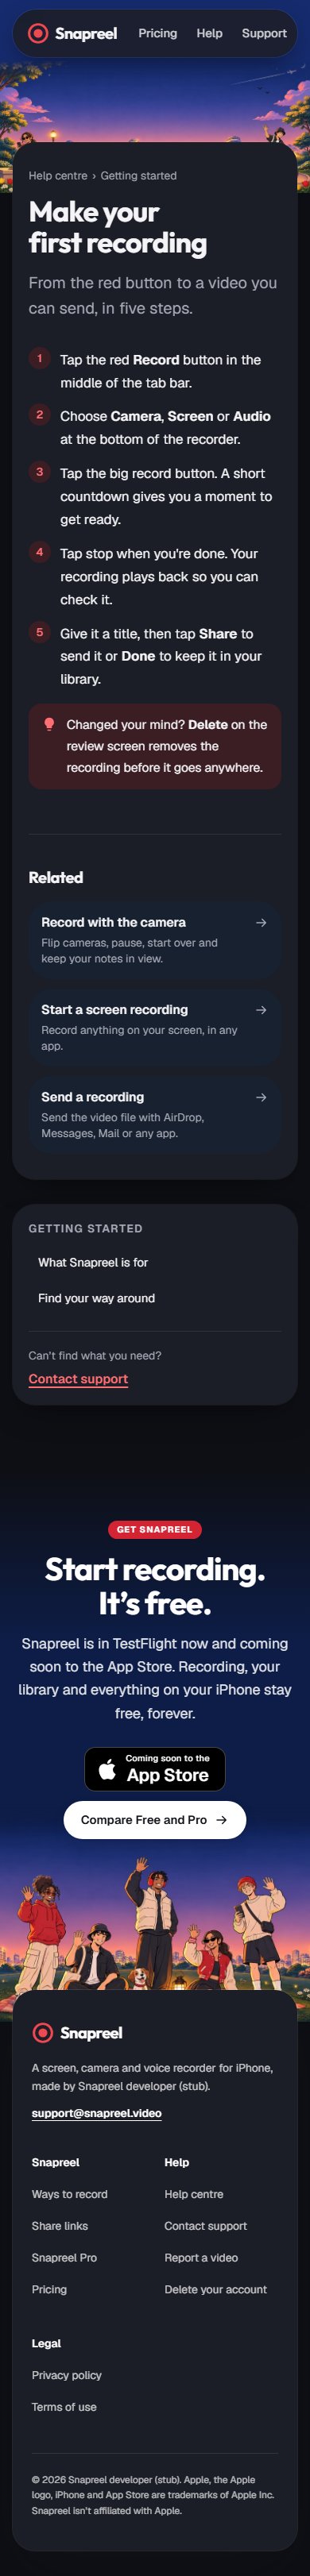 Snapreel Pricing Help Support
Help centre › Getting started
Make your
first recording
From the red button to a video you
can send, in five steps.
1 Tap the red Record button in the
middle of the tab bar.
2 Choose Camera, Screen or Audio
at the bottom of the recorder.
3 Tap the big record button. A short
countdown gives you a moment to
get ready.
4 Tap stop when you're done. Your
recording plays back so you can
check it.
5 Give it a title, then tap Share to
send it or Done to keep it in your
library.
Changed your mind? Delete on the
review screen removes the
recording before it goes anywhere.
Related
Record with the camera →
Flip cameras, pause, start over and
keep your notes in view.
Start a screen recording →
Record anything on your screen, in any
app.
Send a recording →
Send the video file with AirDrop,
Messages, Mail or any app.
GETTING STARTED
What Snapreel is for
Find your way around
Can't find what you need?
Contact support
GET SNAPREEL
Start recording.
It's free.
Snapreel is in TestFlight now and coming
soon to the App Store. Recording, your
library and everything on your iPhone stay
free, forever.
Coming soon to the
App Store
Compare Free and Pro →
Snapreel
A screen, camera and voice recorder for iPhone,
made by Snapreel developer (stub).
support@snapreel.video
Snapreel
Ways to record
Share links
Snapreel Pro
Pricing
Help
Help centre
Contact support
Report a video
Delete your account
Legal
Privacy policy
Terms of use
© 2026 Snapreel developer (stub). Apple, the Apple
logo, iPhone and App Store are trademarks of Apple Inc.
Snapreel isn't affiliated with Apple.